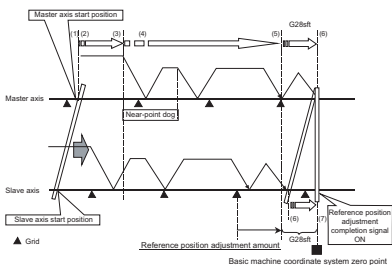 Master axis start position
G28sft
(1) (2) (3) (4) (5) (6)
Master axis
Near-point dog
Slave axis
(6) (7)
Slave axis start position
Reference position
adjustment
completion signal
ON
Reference position adjustment amount
G28sft
▲ Grid
Basic machine coordinate system zero point